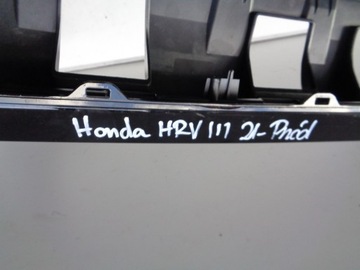 Honda HRV III 21- Przód